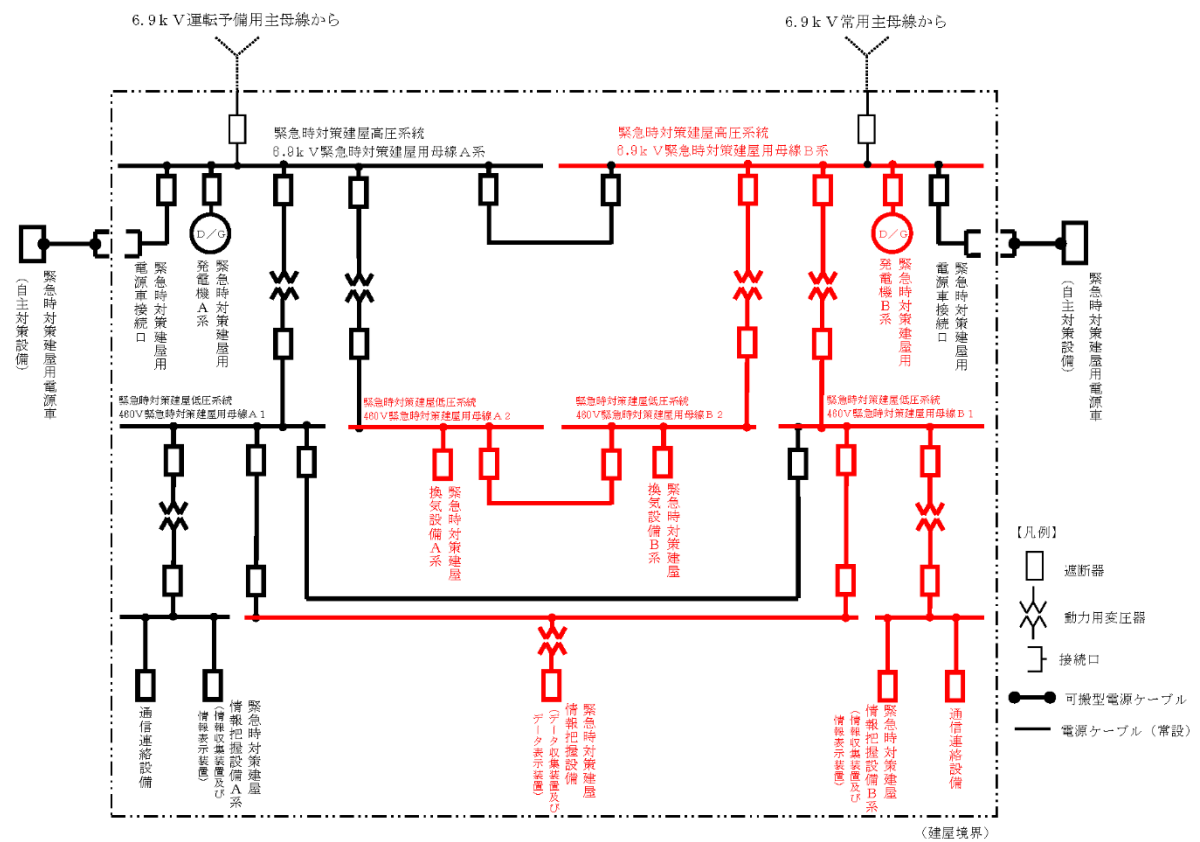 6.9kV運転予備用主母線から
6.9kV常用主母線から
緊急時対策建屋高圧系統
6.9kV緊急時対策建屋用母線A系
緊急時対策建屋高圧系統
6.9kV緊急時対策建屋用母線B系
緊急時対策建屋用電源車
(自主対策設備)
緊急時対策建屋用
電源車接続口
D/G
緊急時対策建屋用
発電機A系
D/G
緊急時対策建屋用
発電機B系
緊急時対策建屋用
電源車接続口
緊急時対策建屋用電源車
(自主対策設備)
緊急時対策建屋低圧系統
460V緊急時対策建屋用母線A1
緊急時対策建屋低圧系統
460V緊急時対策建屋用母線A2
緊急時対策建屋低圧系統
460V緊急時対策建屋用母線B2
緊急時対策建屋低圧系統
460V緊急時対策建屋用母線B1
緊急時対策建屋
換気設備A系
緊急時対策建屋
換気設備B系
通信連絡設備
緊急時対策建屋
情報把握設備A系
(情報収集装置及び
情報表示装置)
緊急時対策建屋
情報把握設備
(データ収集装置及び
データ表示装置)
緊急時対策建屋
情報把握設備B系
(情報収集装置及び
情報表示装置)
通信連絡設備
【凡例】
遮断器
動力用変圧器
接続口
可搬型電源ケーブル
電源ケーブル(常設)
(建屋境界)